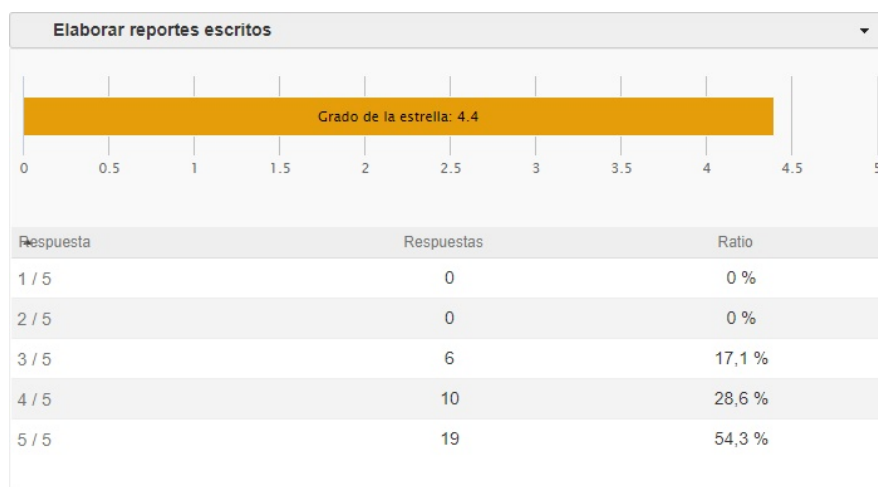 Elaborar reportes escritos
Grado de la estrella: 4.4
0 0.5 1 1.5 2 2.5 3 3.5 4 4.5 5
Respuesta Respuestas Ratio
1 / 5 0 0 %
2 / 5 0 0 %
3 / 5 6 17,1 %
4 / 5 10 28,6 %
5 / 5 19 54,3 %